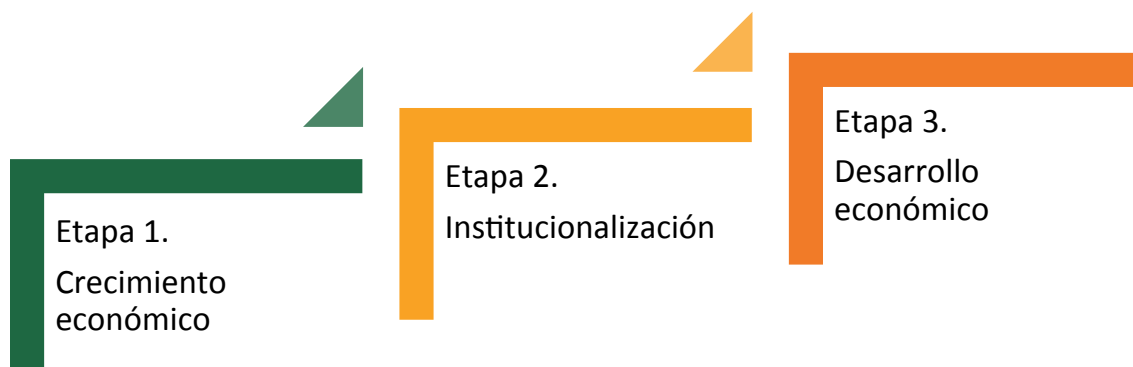 Etapa 1.
Crecimiento
económico
Etapa 2.
Institucionalización
Etapa 3.
Desarrollo
económico